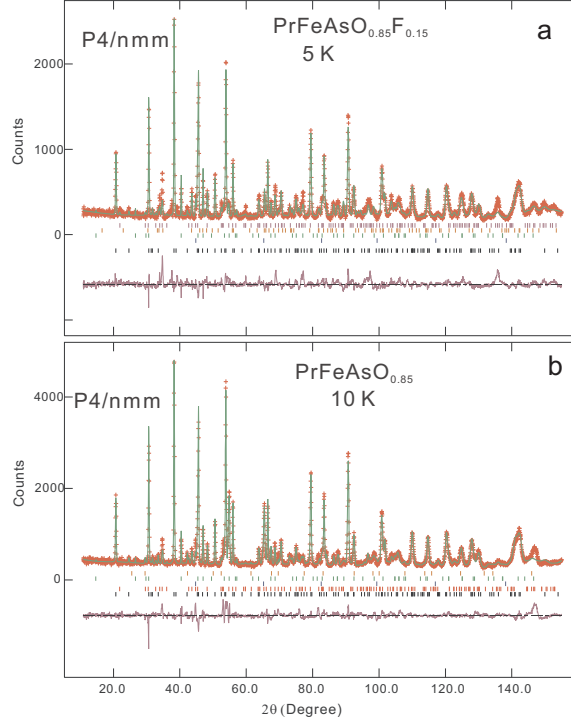 P4/nmm
PrFeAsO0.85F0.15
5 K
a
2000
1000
0
Counts
P4/nmm
PrFeAsO0.85
10 K
b
4000
2000
0
Counts
20.0 40.0 60.0 80.0 100.0 120.0 140.0
2θ (Degree)